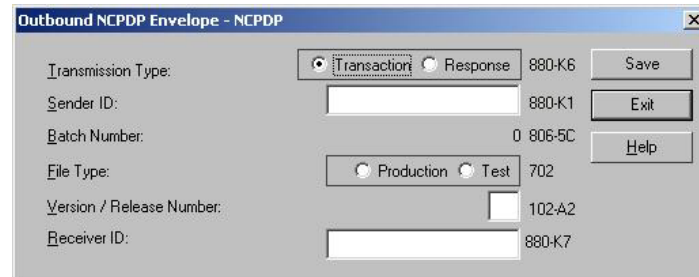 Outbound NCPDP Envelope - NCPDP
Transmission Type: Transaction Response 880-K6 Save
Sender ID: 880-K1 Exit
Batch Number: 0 806-5C Help
File Type: Production Test 702
Version / Release Number: 102-A2
Receiver ID: 880-K7